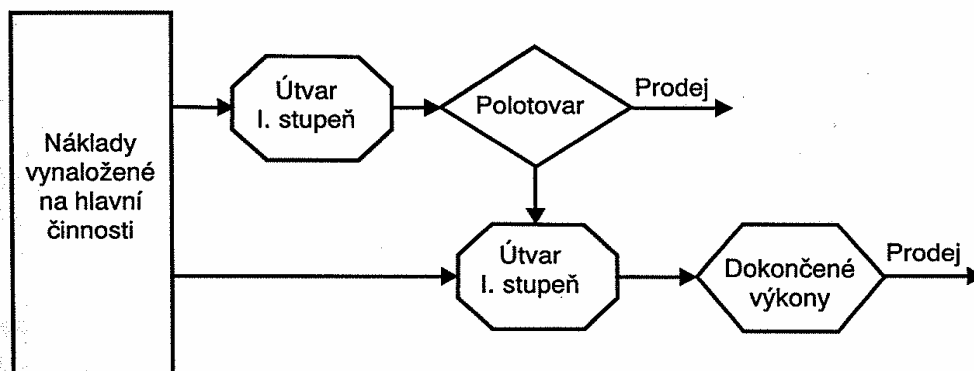 Náklady
vynaložené
na hlavní
činnosti
Útvar
I. stupeň
Polotovar
Prodej
Útvar
I. stupeň
Dokončené
výkony
Prodej